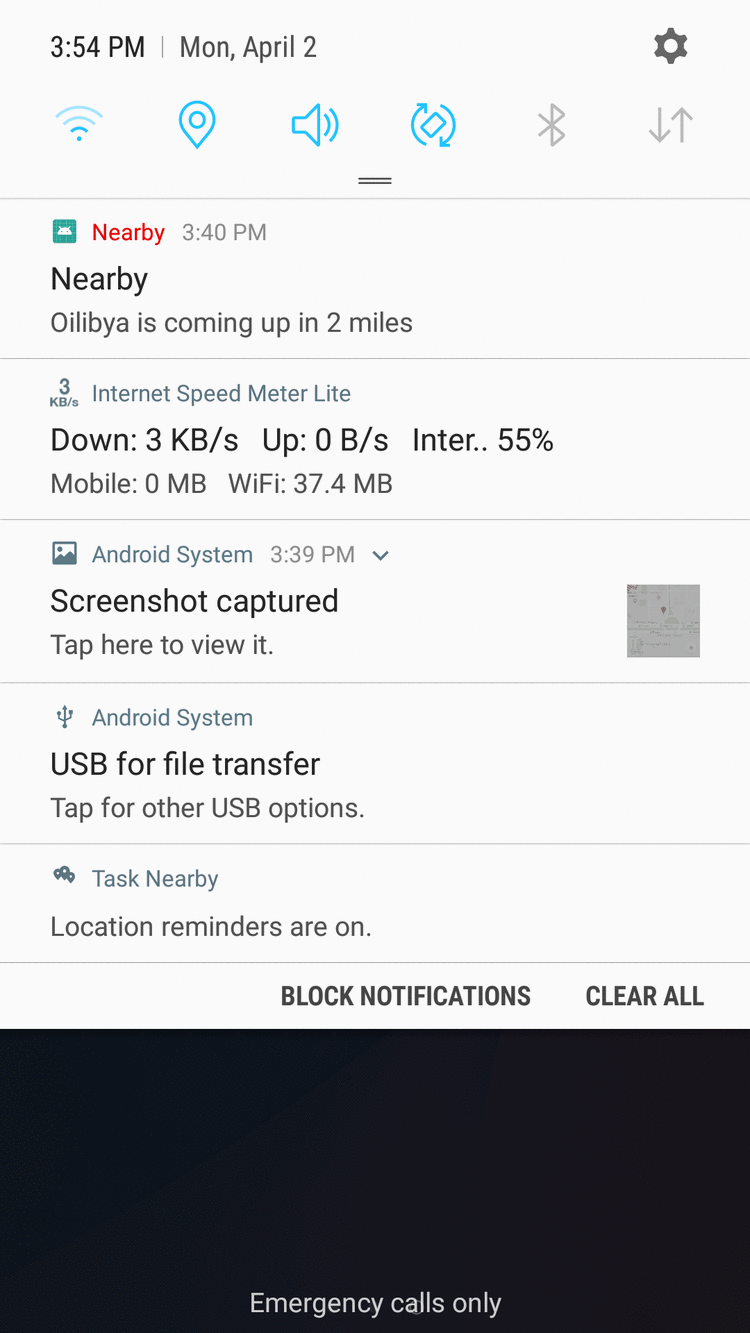 3:54 PM | Mon, April 2
Nearby 3:40 PM
Nearby
Oilibya is coming up in 2 miles
3 KB/s Internet Speed Meter Lite
Down: 3 KB/s Up: 0 B/s Inter.. 55%
Mobile: 0 MB WiFi: 37.4 MB
Android System 3:39 PM
Screenshot captured
Tap here to view it.
Android System
USB for file transfer
Tap for other USB options.
Task Nearby
Location reminders are on.
BLOCK NOTIFICATIONS CLEAR ALL
Emergency calls only